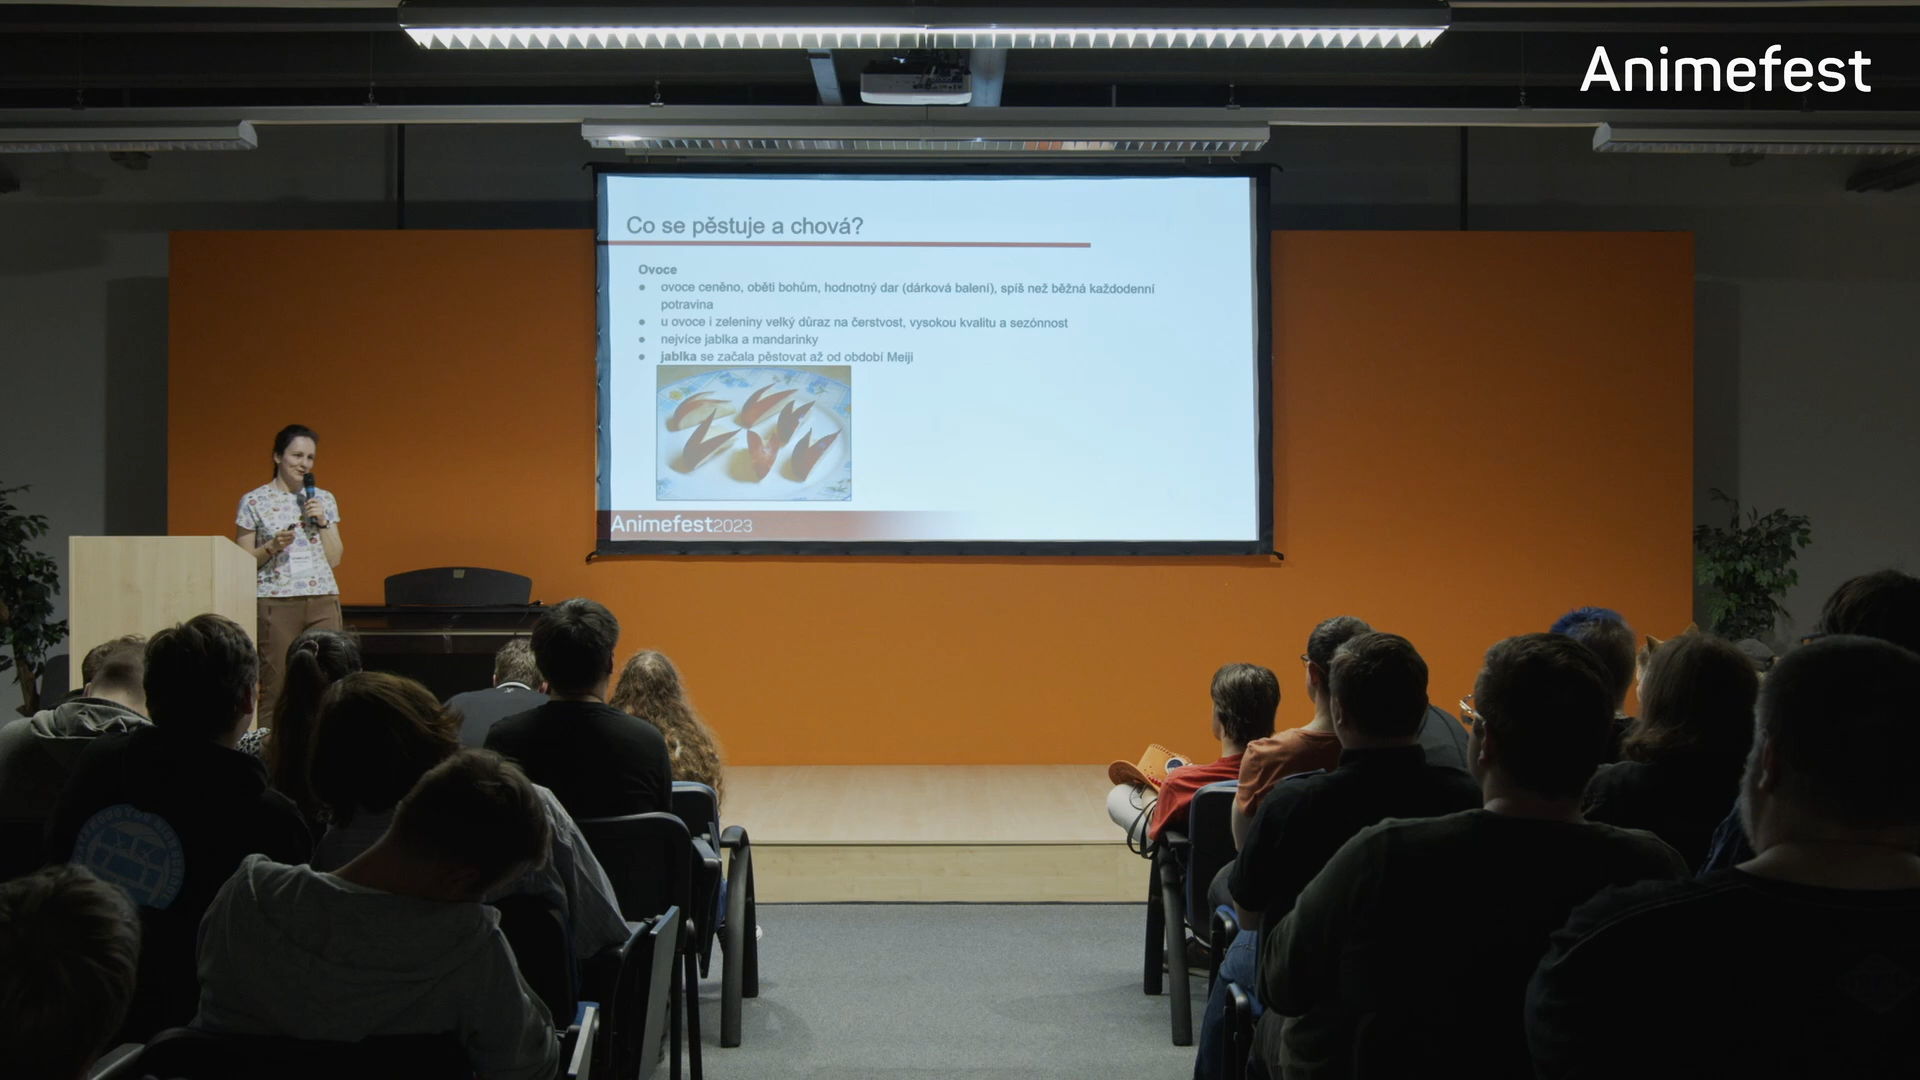 Animefest
Co se pěstuje a chová?
Ovoce
● ovoce ceněno, oběti bohům, hodnotný dar (dárková balení), spíš než běžná každodenní
potravina
● u ovoce i zeleniny velký důraz na čerstvost, vysokou kvalitu a sezónnost
● nejvíce jablka a mandarinky
● jablka se začala pěstovat až od období Meiji
Animefest2023